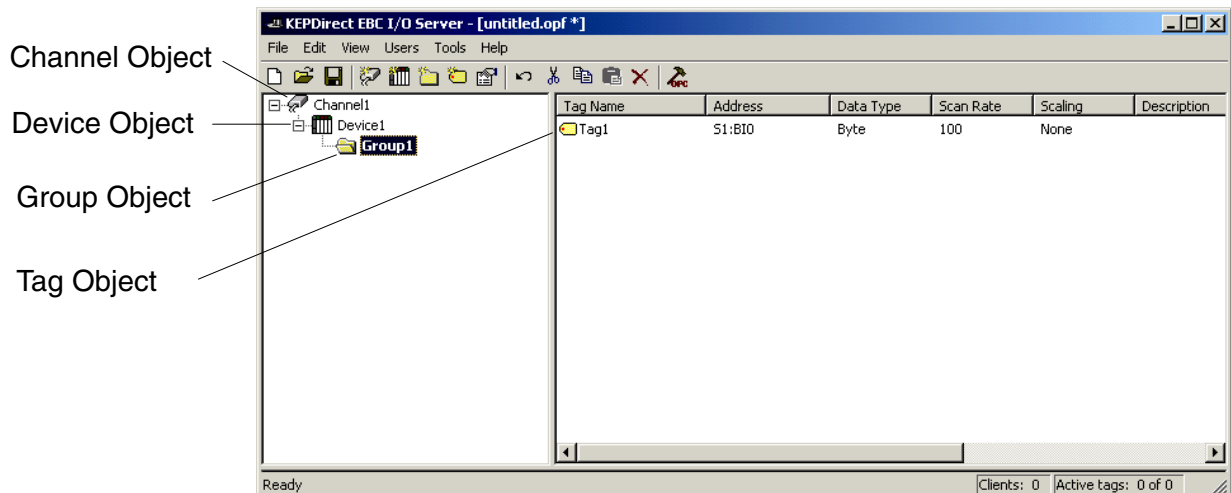 KEPDirect EBC I/O Server - [untitled.opf *]
File Edit View Users Tools Help
Channel Object
Device Object
Group Object
Tag Object
OPC
Channel1
Device1
Group1
Tag Name Address Data Type Scan Rate Scaling Description
Tag1 S1:BI0 Byte 100 None
Ready Clients: 0 Active tags: 0 of 0